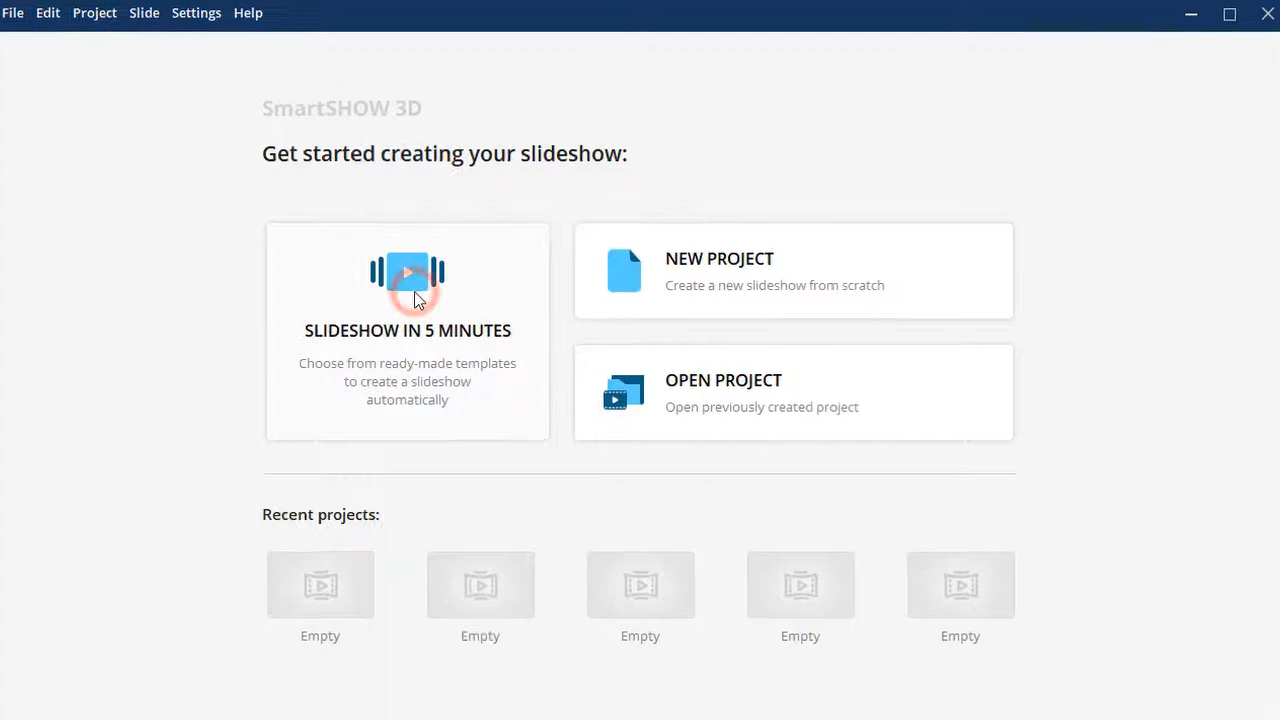 File Edit Project Slide Settings Help
SmartSHOW 3D
Get started creating your slideshow:
SLIDESHOW IN 5 MINUTES
Choose from ready-made templates
to create a slideshow
automatically
NEW PROJECT
Create a new slideshow from scratch
OPEN PROJECT
Open previously created project
Recent projects:
Empty Empty Empty Empty Empty